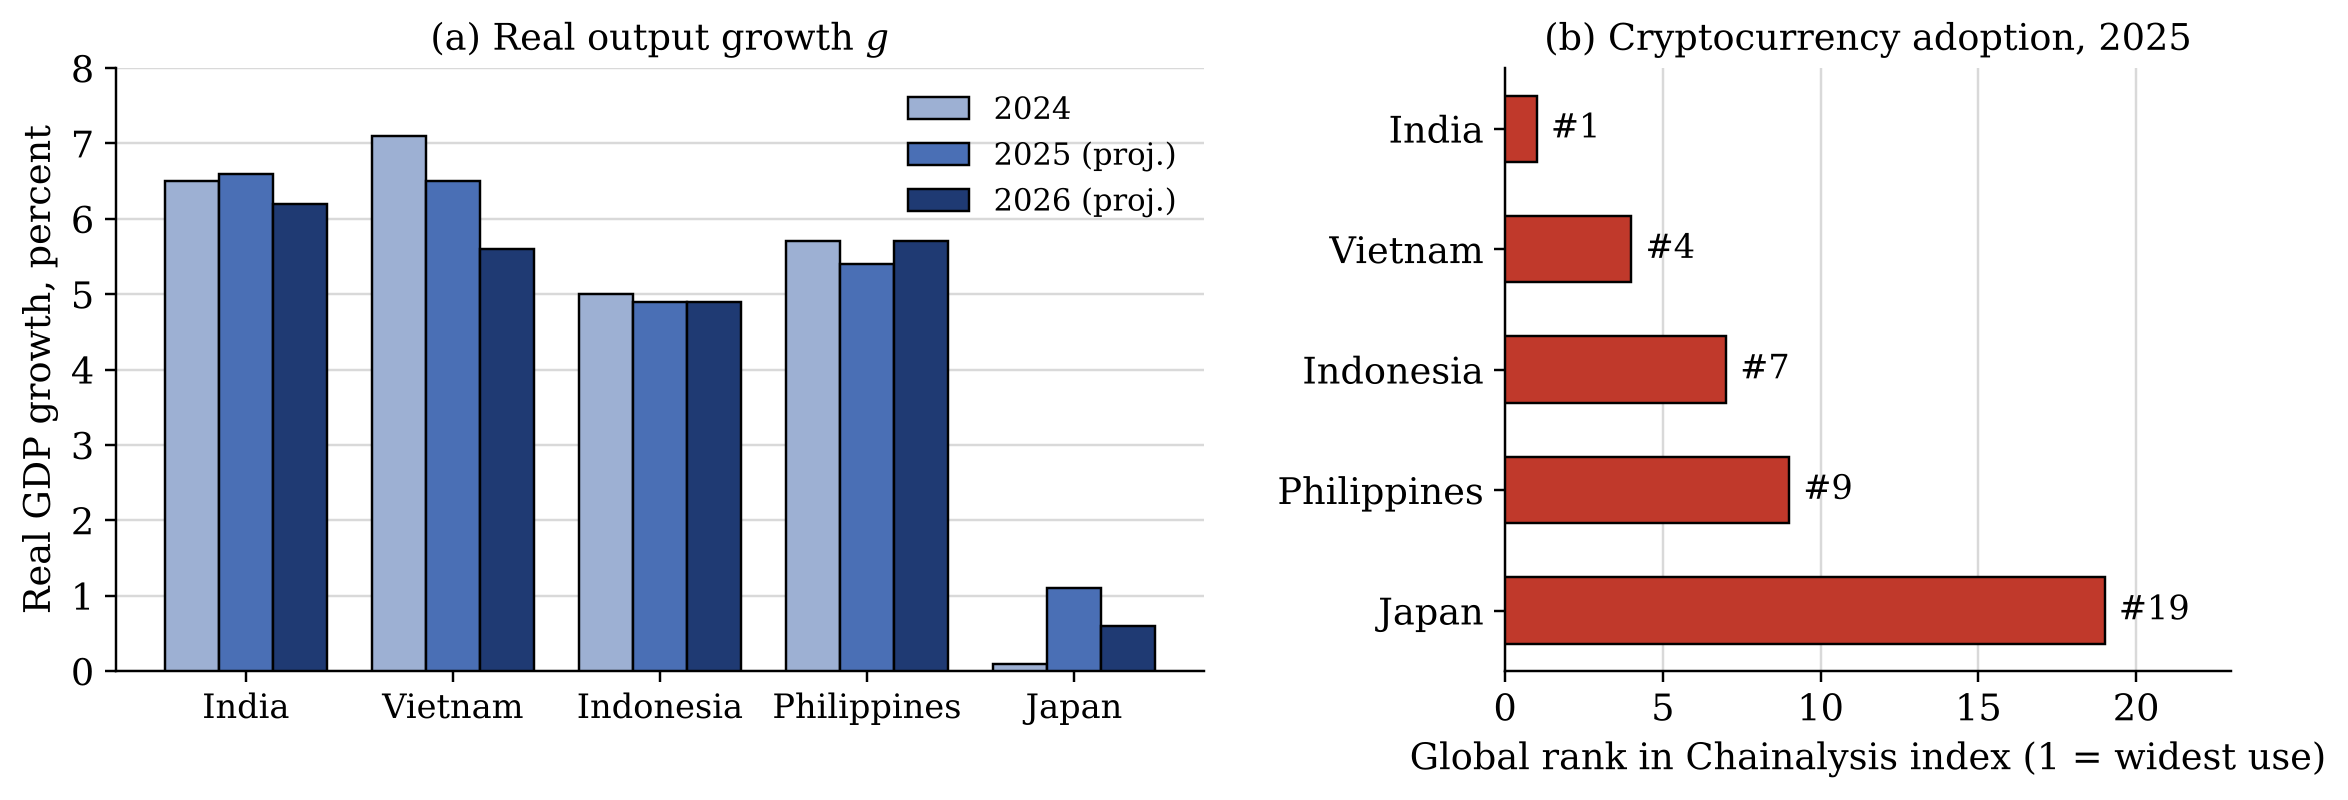 (a) Real output growth g
Real GDP growth, percent
8
7
6
5
4
3
2
1
0
2024
2025 (proj.)
2026 (proj.)
India
Vietnam
Indonesia
Philippines
Japan
(b) Cryptocurrency adoption, 2025
India
#1
Vietnam
#4
Indonesia
#7
Philippines
#9
Japan
#19
0 5 10 15 20
Global rank in Chainalysis index (1 = widest use)